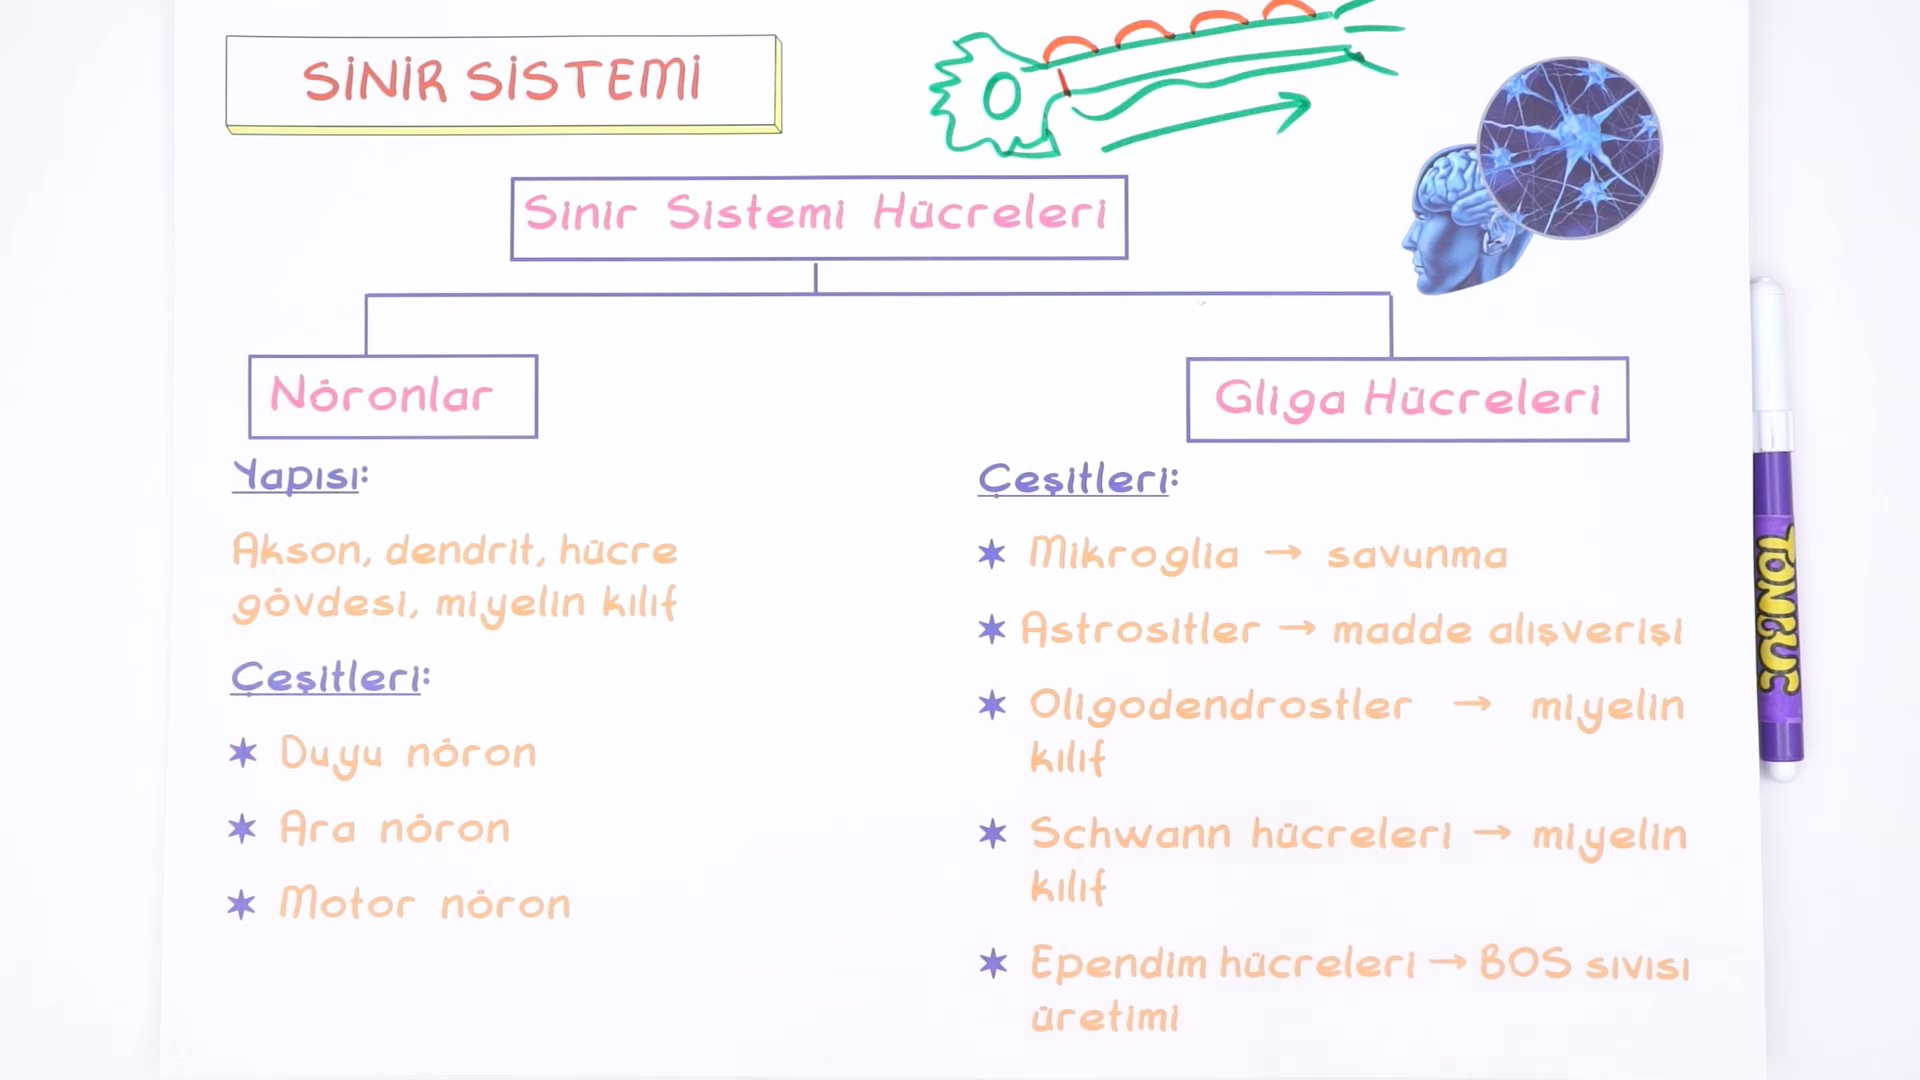 SİNİR SİSTEMİ
Sinir Sistemi Hücreleri
Nöronlar
Gliga Hücreleri
Yapısı:
Akson, dendrit, hücre
gövdesi, miyelin kılıf
Çeşitleri:
Duyu nöron
Ara nöron
Motor nöron
Çeşitleri:
Mikroglia → savunma
Astrositler → madde alışverişi
Oligodendrostler → miyelin
kılıf
Schwann hücreleri → miyelin
kılıf
Ependim hücreleri → BOS sıvısı
üretimi
TONGUÇ